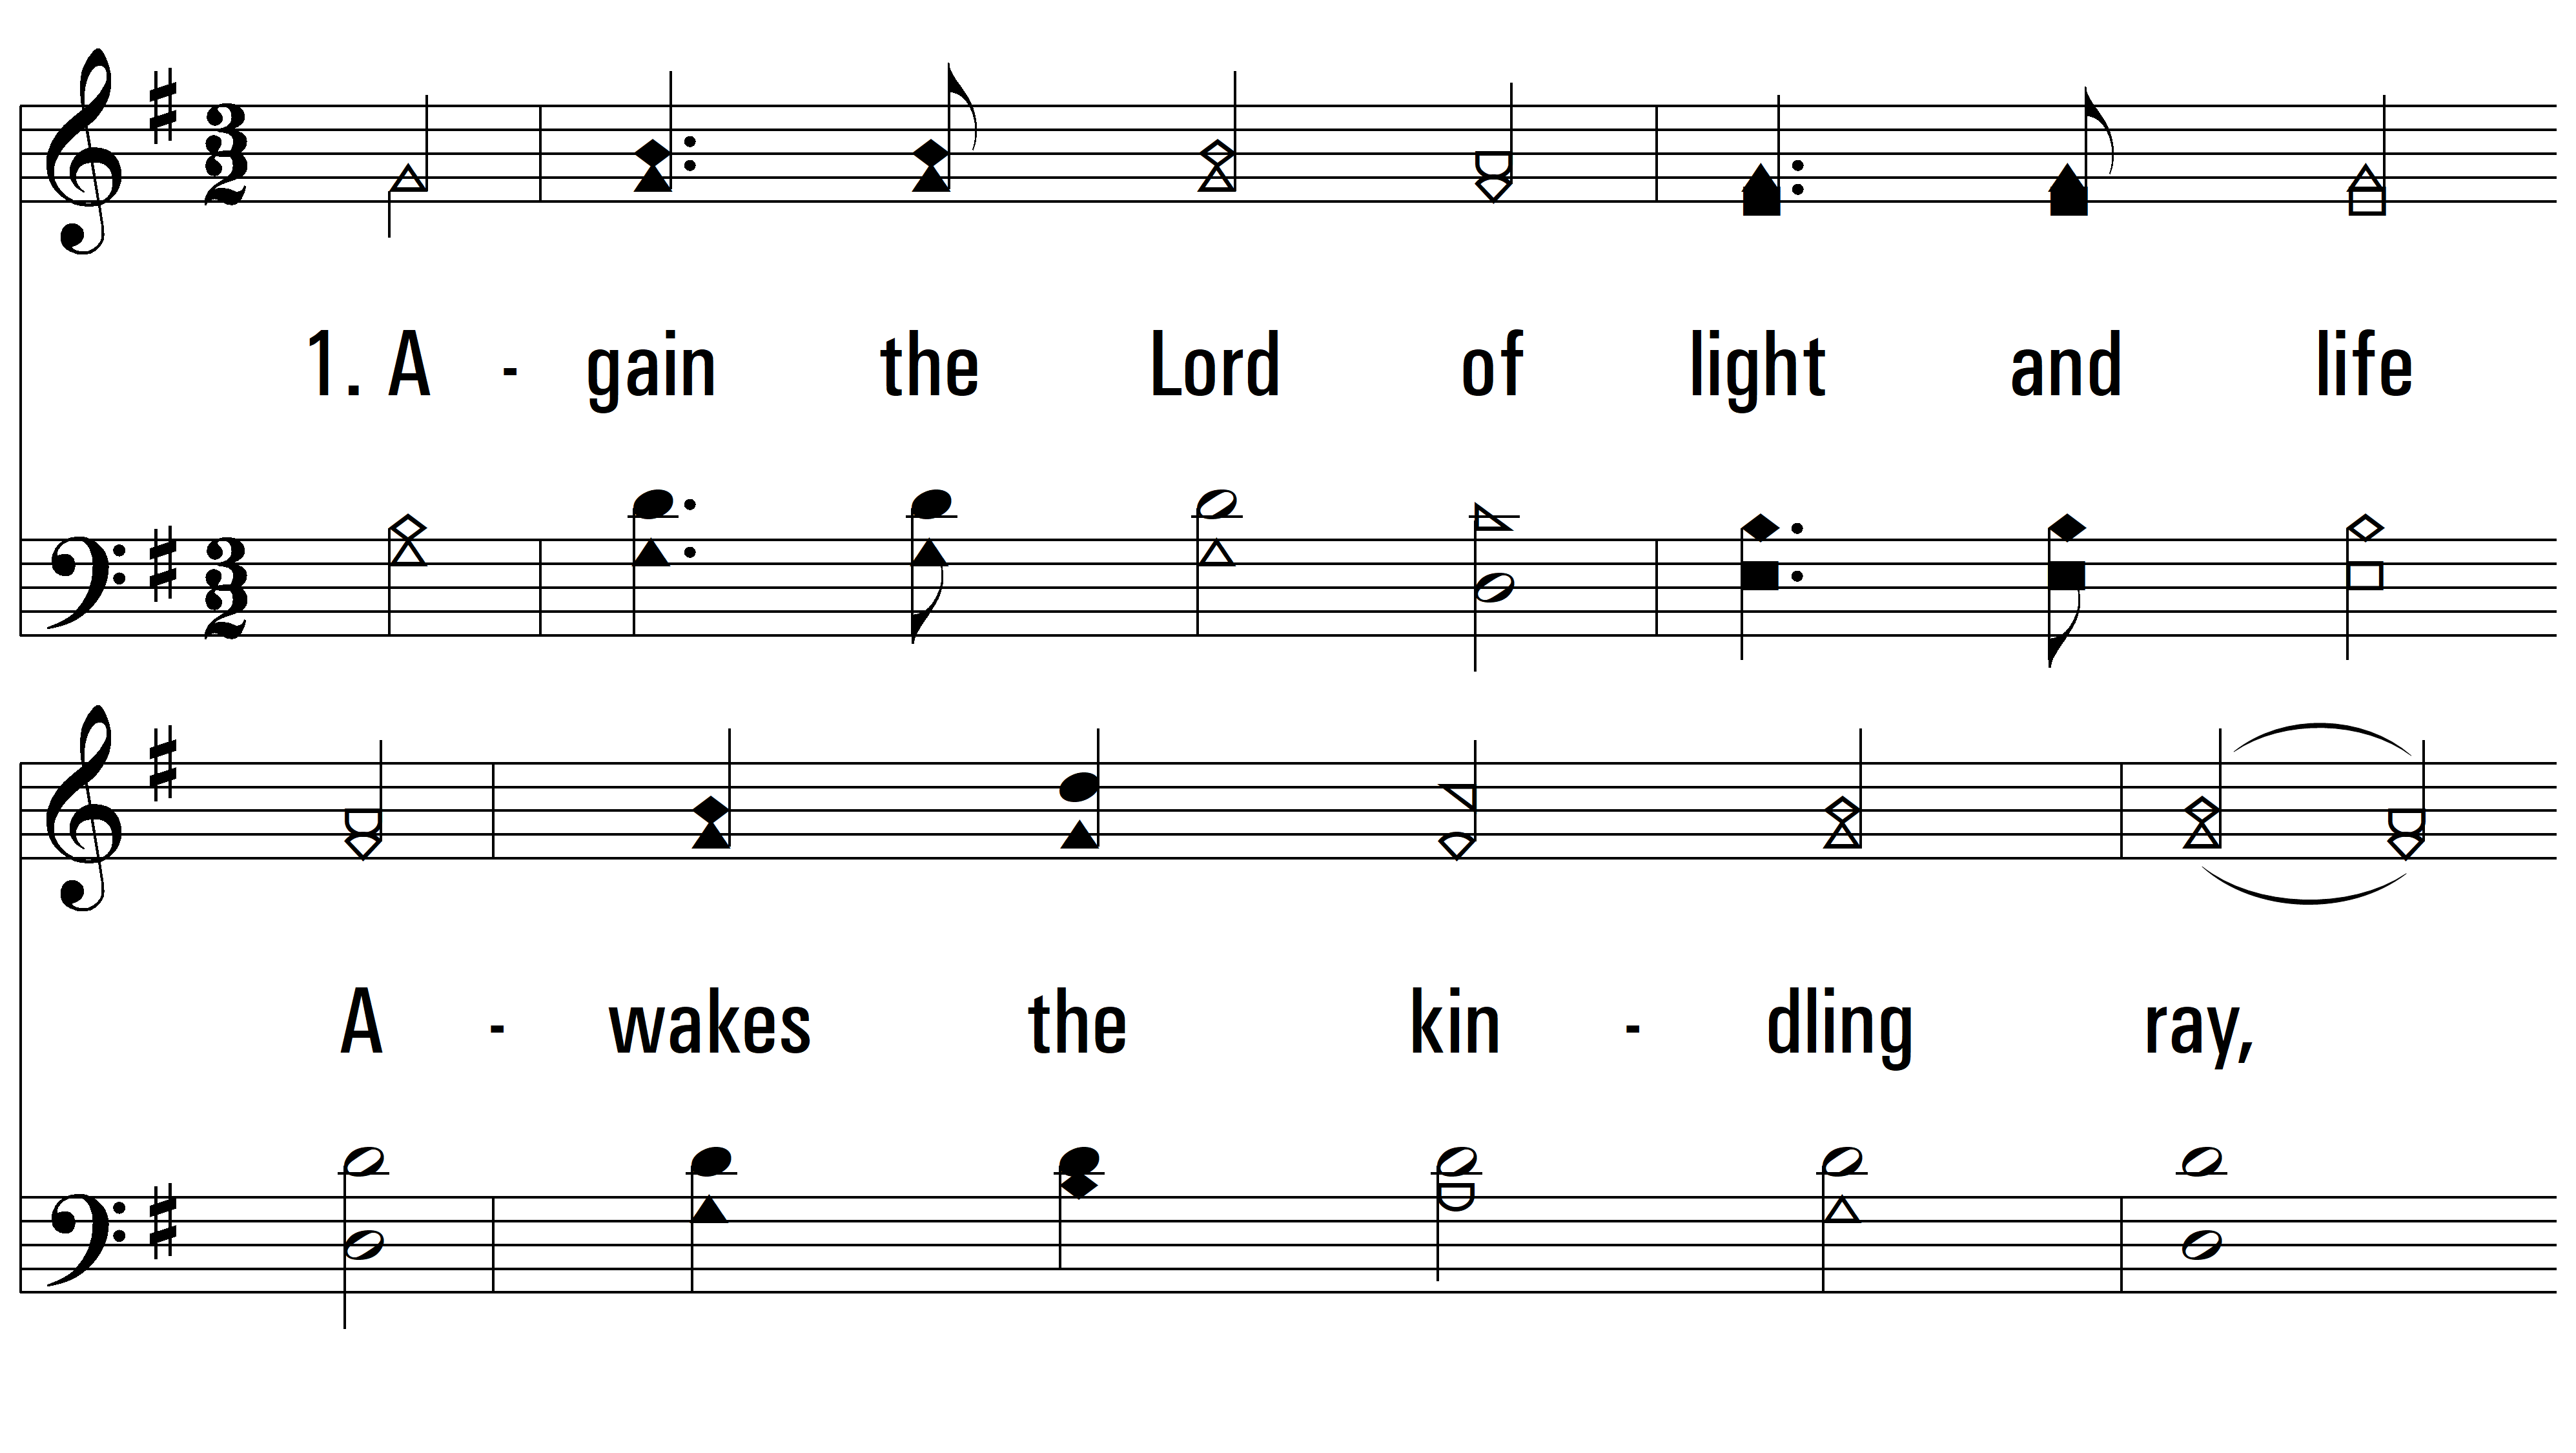 1. A - gain the Lord of light and life
A - wakes the kin - dling ray,